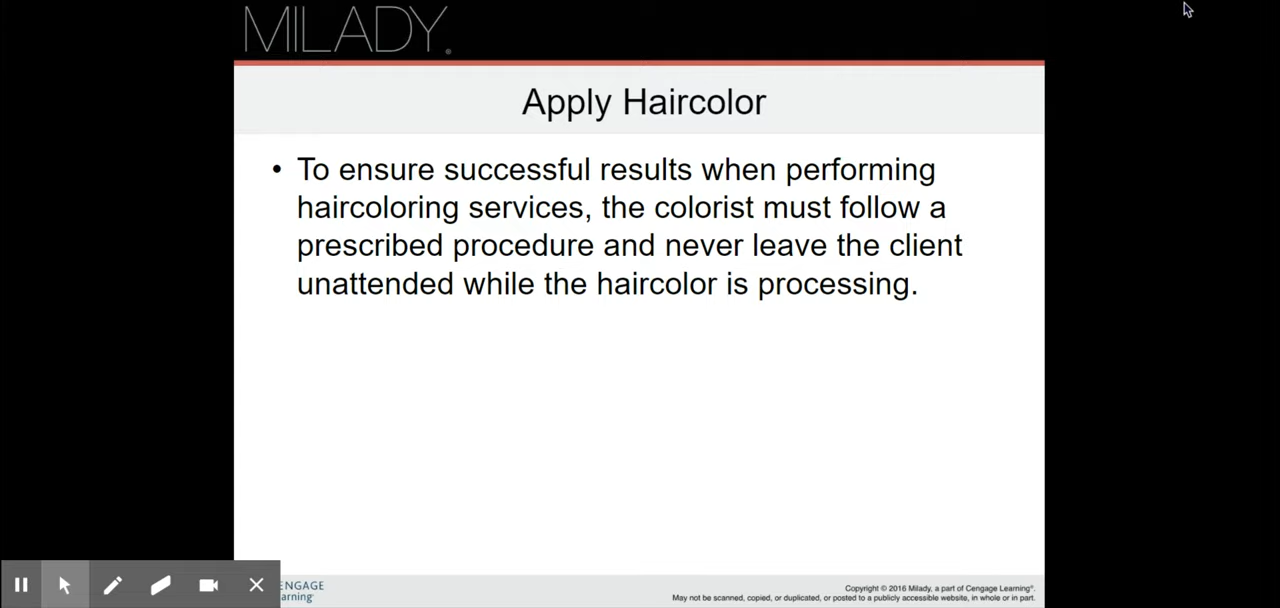 MILADY.
Apply Haircolor
• To ensure successful results when performing
haircoloring services, the colorist must follow a
prescribed procedure and never leave the client
unattended while the haircolor is processing.
ENGAGE
arning
Copyright © 2016 Milady, a part of Cengage Learning®.
May not be scanned, copied, or duplicated, or posted to a publicly accessible website, in whole or in part.